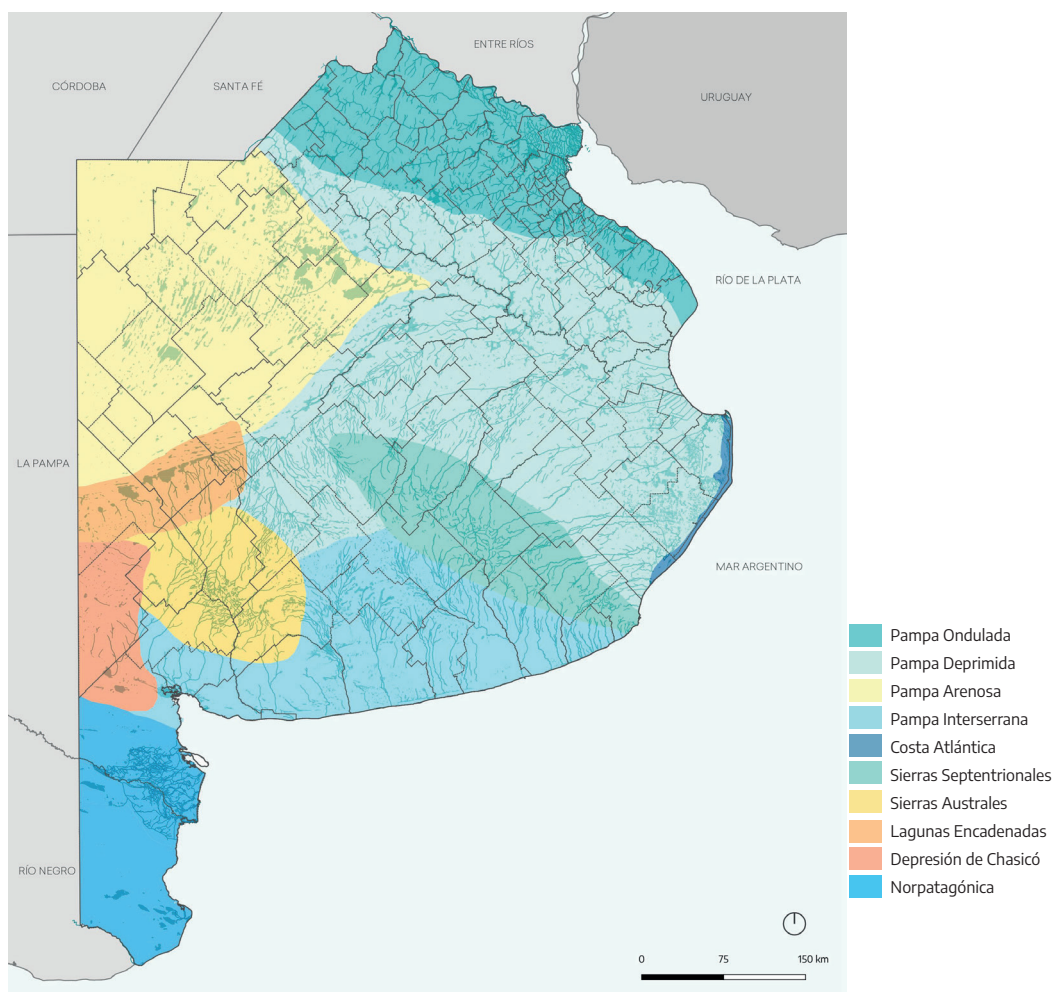 ENTRE RÍOS
CÓRDOBA
SANTA FÉ
URUGUAY
RÍO DE LA PLATA
LA PAMPA
MAR ARGENTINO
RÍO NEGRO
Pampa Ondulada
Pampa Deprimida
Pampa Arenosa
Pampa Interserrana
Costa Atlántica
Sierras Septentrionales
Sierras Australes
Lagunas Encadenadas
Depresión de Chasicó
Norpatagónica
0 75 150 km